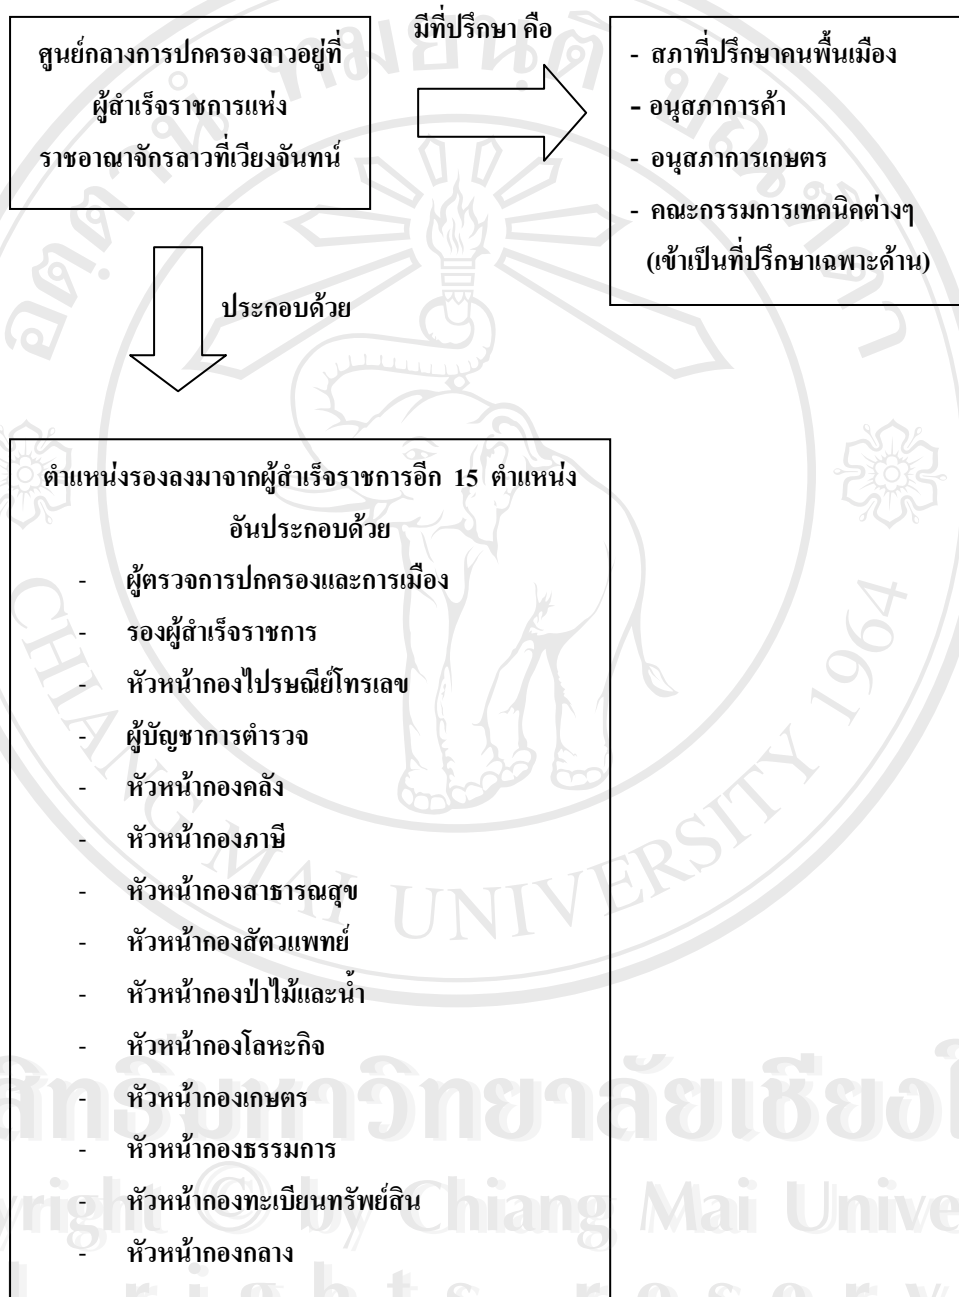 มีที่ปรึกษา คือ
ศูนย์กลางการปกครองลาวอยู่ที่
ผู้สำเร็จราชการแห่ง
ราชอาณาจักรลาวที่เวียงจันทน์
- สภาที่ปรึกษาคนพื้นเมือง
- อนุสภาการค้า
- อนุสภาการเกษตร
- คณะกรรมการเทคนิคต่างๆ
(เข้าเป็นที่ปรึกษาเฉพาะด้าน)
ประกอบด้วย
ตำแหน่งรองลงมาจากผู้สำเร็จราชการอีก 15 ตำแหน่ง
อันประกอบด้วย
- ผู้ตรวจการปกครองและการเมือง
- รองผู้สำเร็จราชการ
- หัวหน้ากองไปรษณีย์โทรเลข
- ผู้บัญชาการตำรวจ
- หัวหน้ากองคลัง
- หัวหน้ากองภาษี
- หัวหน้ากองสาธารณสุข
- หัวหน้ากองสัตวแพทย์
- หัวหน้ากองป่าไม้และน้ำ
- หัวหน้ากองโลหะกิจ
- หัวหน้ากองเกษตร
- หัวหน้ากองธรรมการ
- หัวหน้ากองทะเบียนทรัพย์สิน
- หัวหน้ากองกลาง
CHIANG MAI UNIVERSITY 1964
© by Chiang Mai